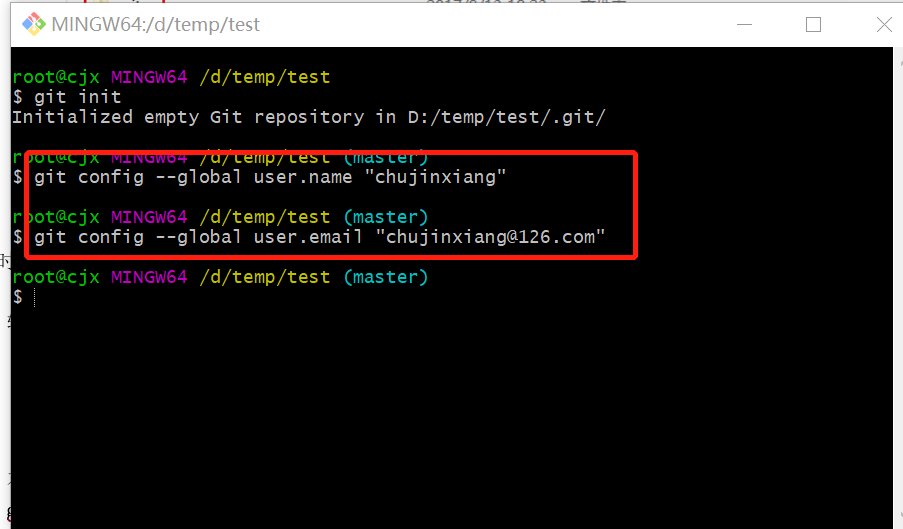 MINGW64:/d/temp/test
root@cjx MINGW64 /d/temp/test
$ git init
Initialized empty Git repository in D:/temp/test/.git/
root@cjx MINGW64 /d/temp/test (master)
$ git config --global user.name "chujinxiang"
root@cjx MINGW64 /d/temp/test (master)
$ git config --global user.email "chujinxiang@126.com"
root@cjx MINGW64 /d/temp/test (master)
$